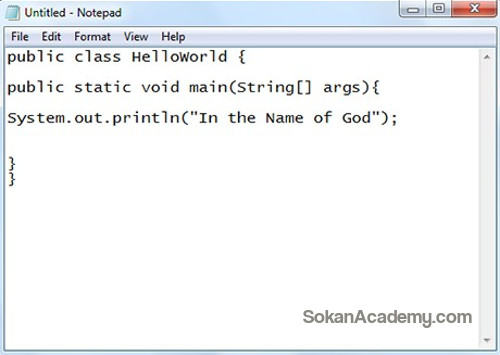 Untitled - Notepad
File Edit Format View Help
public class HelloWorld {
public static void main(String[] args){
System.out.println("In the Name of God");
}
}
SokanAcademy.com